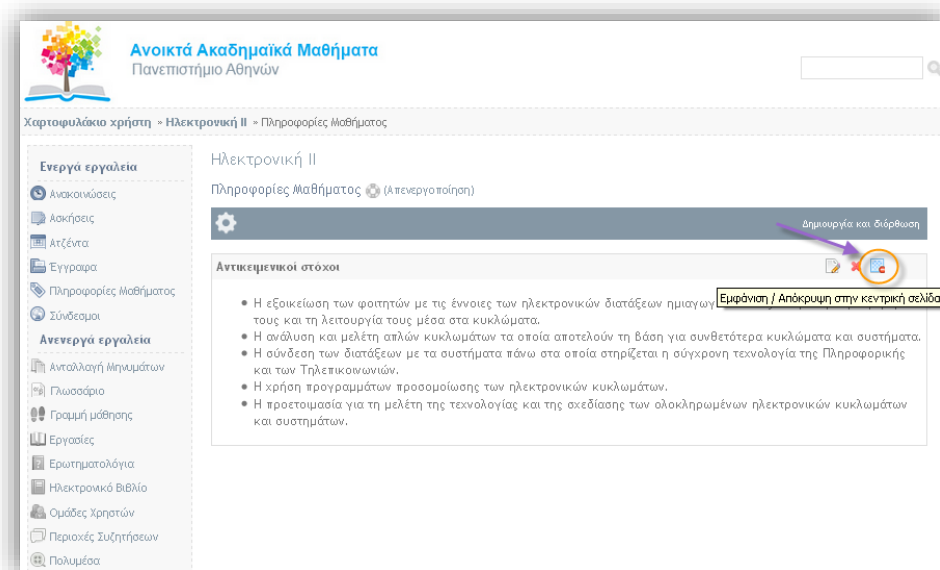 Ανοικτά Ακαδημαϊκά Μαθήματα
Πανεπιστήμιο Αθηνών
Χαρτοφυλάκιο χρήστη » Ηλεκτρονική ΙΙ » Πληροφορίες Μαθήματος
Ενεργά εργαλεία
Ανακοινώσεις
Ασκήσεις
Ατζέντα
Έγγραφα
Πληροφορίες Μαθήματος
Σύνδεσμοι
Ανενεργά εργαλεία
Ανταλλαγή Μηνυμάτων
Γλωσσάριο
Γραμμή μάθησης
Εργασίες
Ερωτηματολόγια
Ηλεκτρονικό Βιβλίο
Ομάδες Χρηστών
Περιοχές Συζητήσεων
Πολυμέσα
Ηλεκτρονική ΙΙ
Πληροφορίες Μαθήματος (Απενεργοποίηση)
Δημιουργία και διόρθωση
Αντικειμενικοί στόχοι
Εμφάνιση / Απόκρυψη στην κεντρική σελίδα
Η εξοικείωση των φοιτητών με τις έννοιες των ηλεκτρονικών διατάξεων ημιαγωγ
τους και τη λειτουργία τους μέσα στα κυκλώματα.
Η ανάλυση και μελέτη απλών κυκλωμάτων τα οποία αποτελούν τη βάση για συνθετότερα κυκλώματα και συστήματα.
Η σύνδεση των διατάξεων με τα συστήματα πάνω στα οποία στηρίζεται η σύγχρονη τεχνολογία της Πληροφορικής
και των Τηλεπικοινωνιών.
Η χρήση προγραμμάτων προσομοίωσης των ηλεκτρονικών κυκλωμάτων.
Η προετοιμασία για τη μελέτη της τεχνολογίας και της σχεδίασης των ολοκληρωμένων ηλεκτρονικών κυκλωμάτων
και συστημάτων.